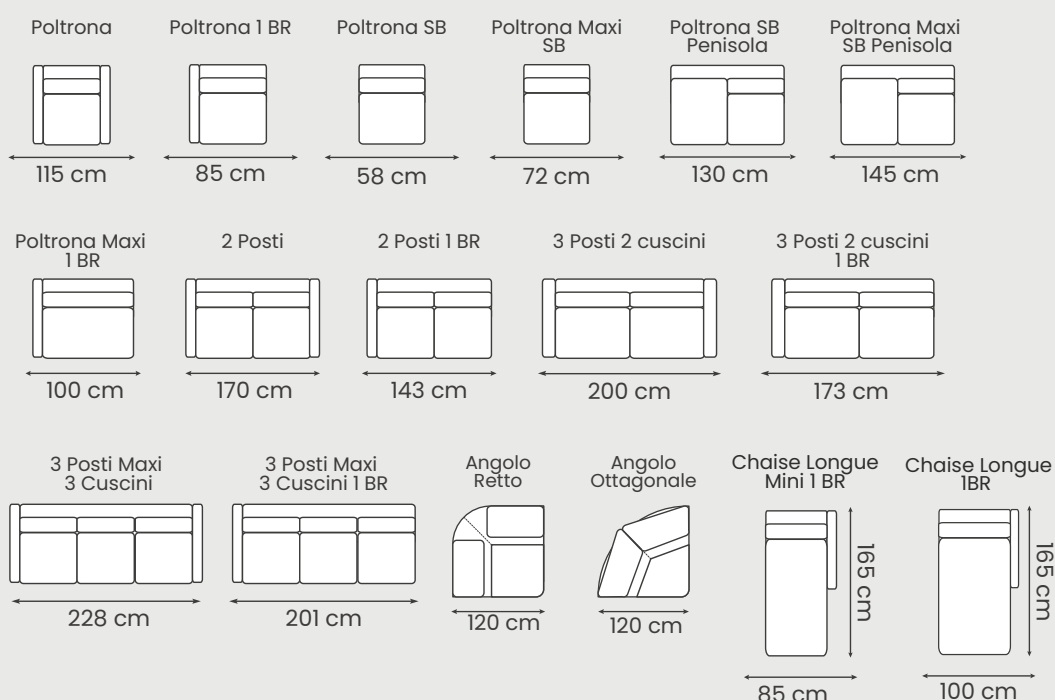 Poltrona
Poltrona 1 BR
Poltrona SB
Poltrona Maxi
SB
Poltrona SB
Penisola
Poltrona Maxi
SB Penisola
115 cm
85 cm
58 cm
72 cm
130 cm
145 cm
Poltrona Maxi
1 BR
2 Posti
2 Posti 1 BR
3 Posti 2 cuscini
3 Posti 2 cuscini
1 BR
100 cm
170 cm
143 cm
200 cm
173 cm
3 Posti Maxi
3 Cuscini
3 Posti Maxi
3 Cuscini 1 BR
Angolo
Retto
Angolo
Ottagonale
Chaise Longue
Mini 1 BR
Chaise Longue
1BR
228 cm
201 cm
120 cm
120 cm
165 cm
85 cm
165 cm
100 cm